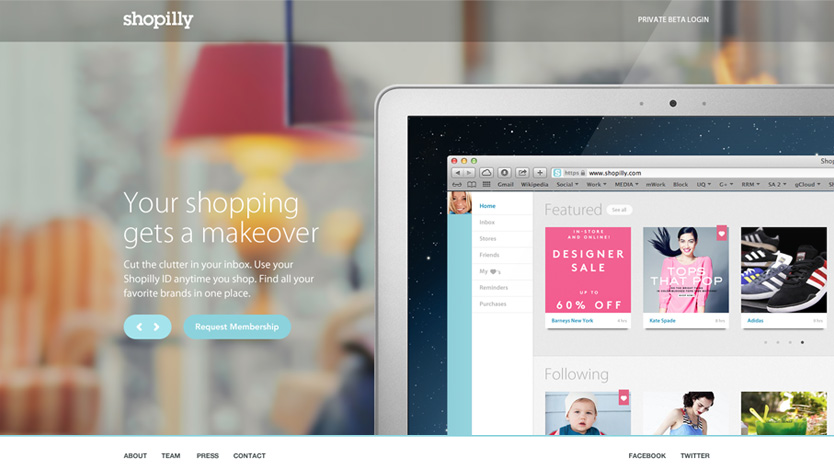 shopilly
PRIVATE BETA LOGIN
Your shopping
gets a makeover
Cut the clutter in your inbox. Use your
Shopilly ID anytime you shop. Find all your
favorite brands in one place.
Request Membership
https
www.shopilly.com
Gmail Wikipedia Social Work MEDIA mWork Block UQ G+ RRM SA 2 gCloud
Home
Inbox
Stores
Friends
My ♥'s
Reminders
Purchases
Featured
See all
IN-STORE
AND ONLINE!
DESIGNER
SALE
UP TO
60% OFF
Barneys New York
TOPS
THAT POP
Kate Spade
Adidas
Following
ABOUT TEAM PRESS CONTACT
FACEBOOK TWITTER